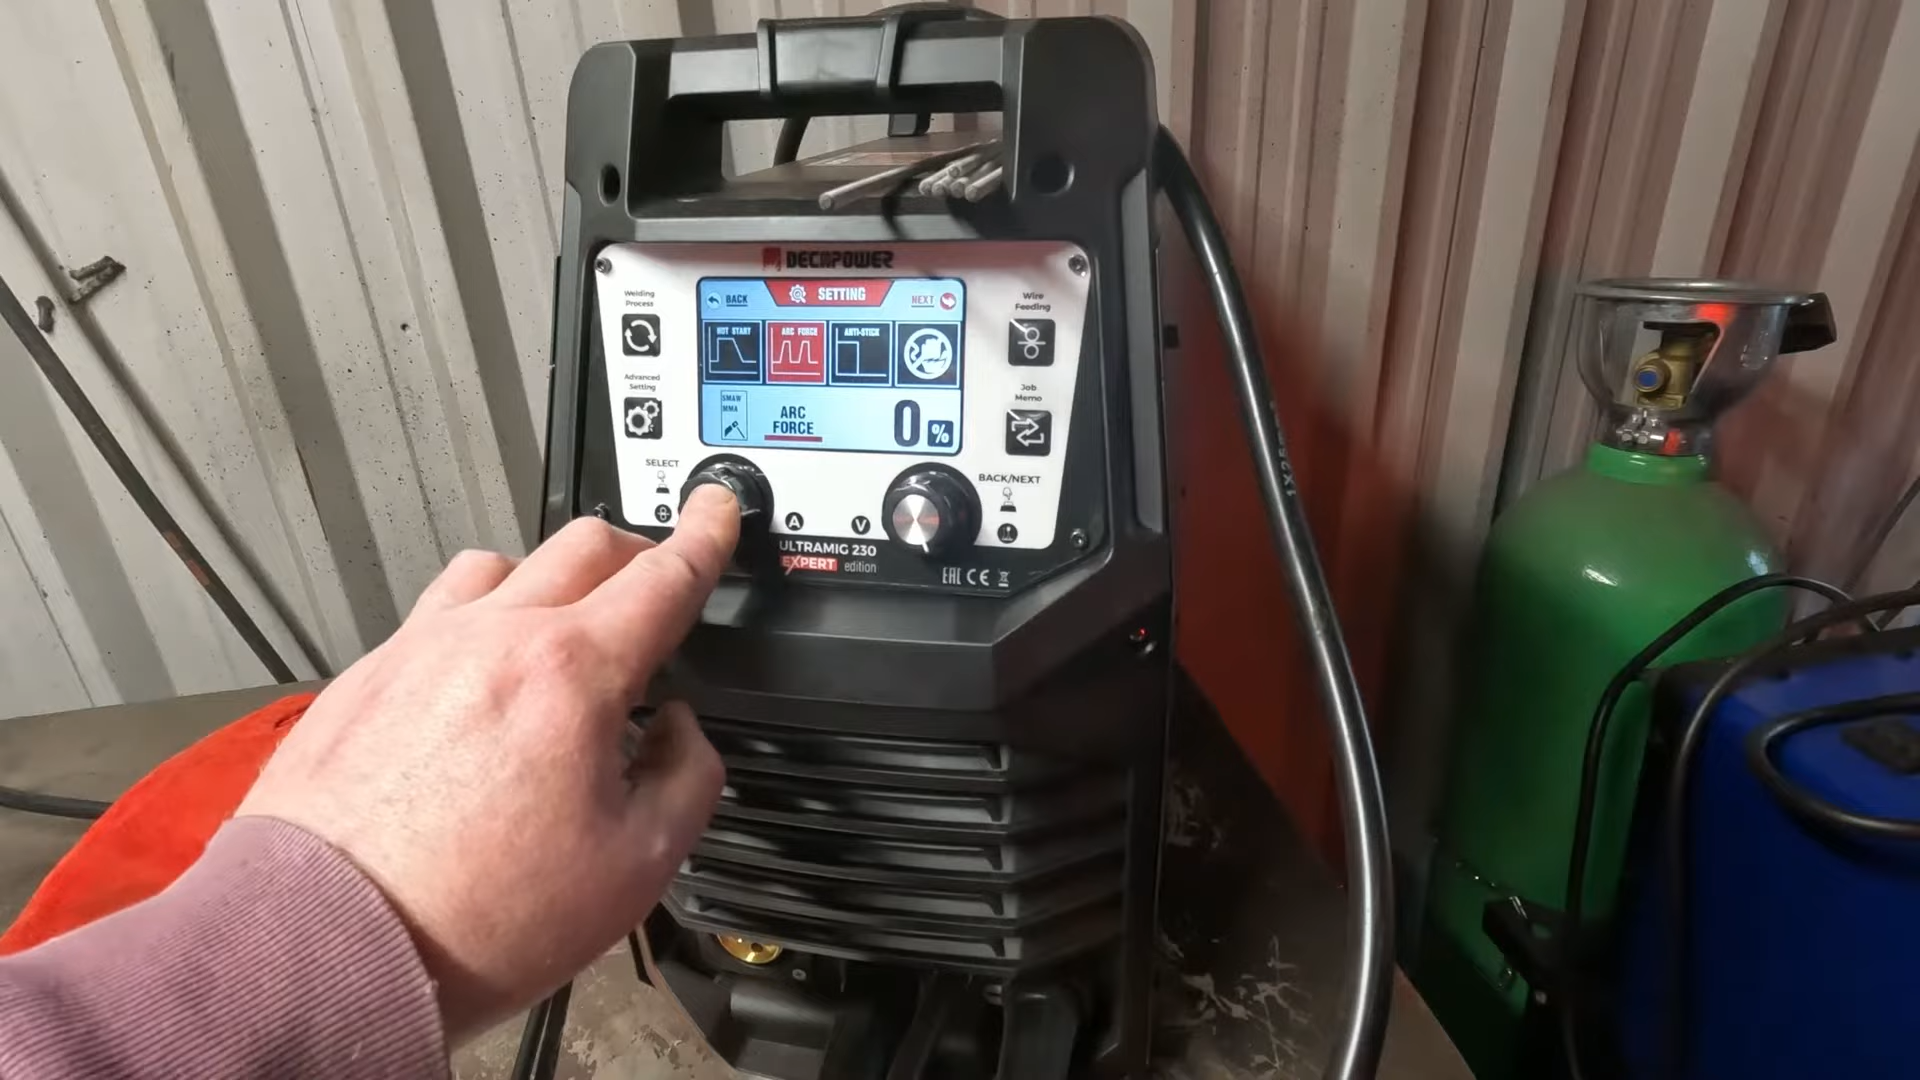 DECAPOWER
Welding
Process
BACK
SETTING
NEXT
Wire
Feeding
HOT START
ARC FORCE
ANTI-STICK
Advanced
Setting
Job
Memo
SMAW
MMA
ARC
FORCE
0 %
SELECT
BACK/NEXT
A
V
ULTRAMIG 230
EXPERT edition
EAC CE